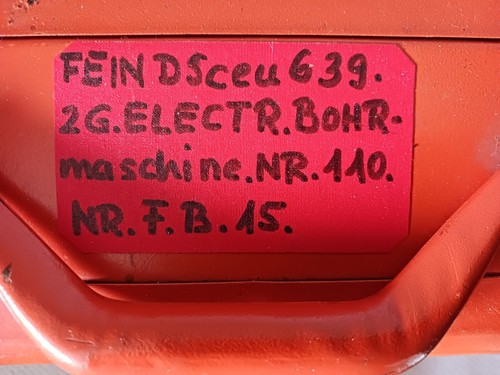 FEIN DSceu 639.
2G.ELECTR.BOHR-
maschine.NR.110.
NR.F.B.15.